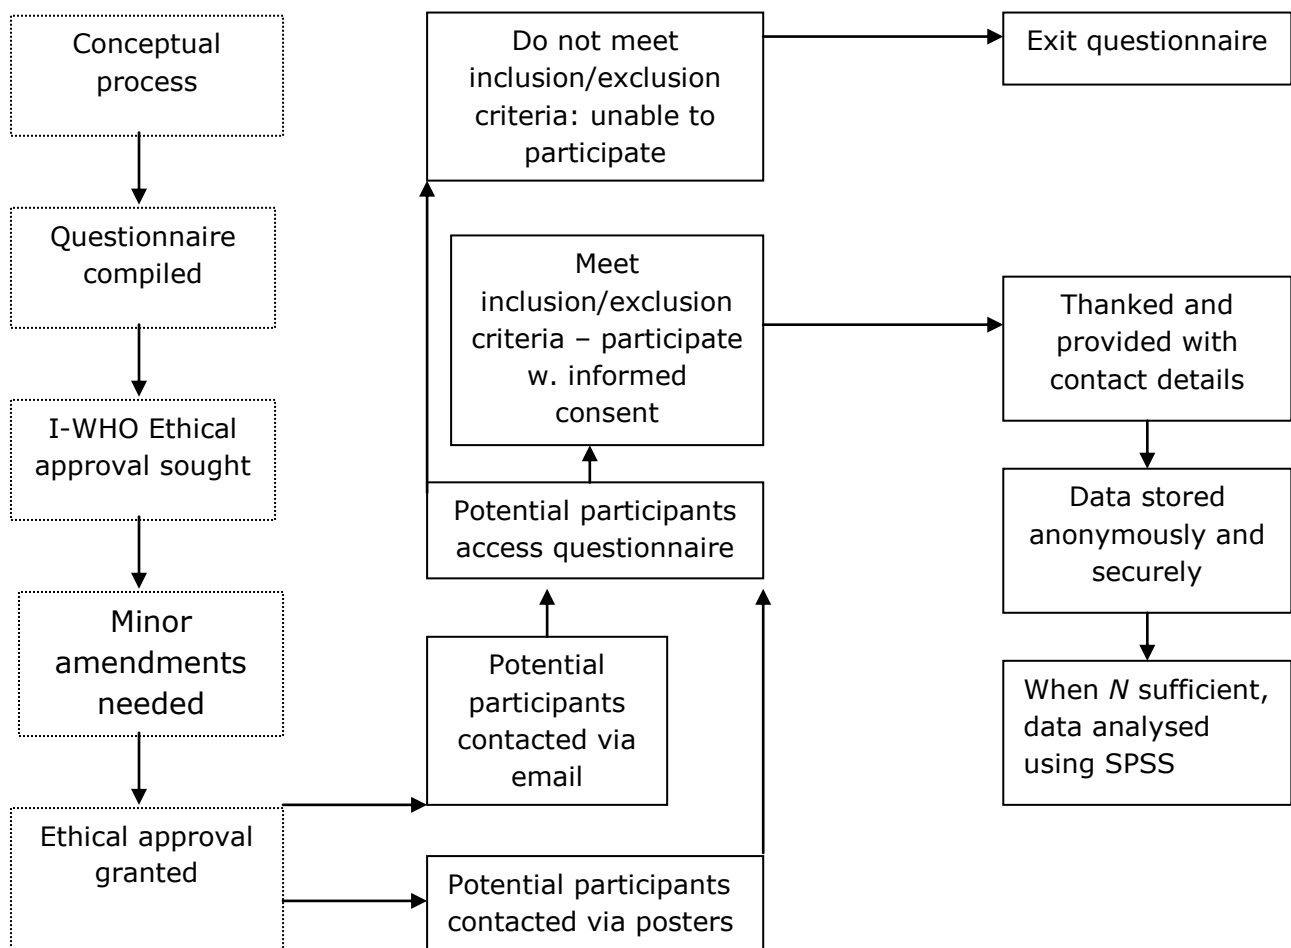 Conceptual
process
Questionnaire
compiled
I-WHO Ethical
approval sought
Minor
amendments
needed
Ethical approval
granted
Do not meet
inclusion/exclusion
criteria: unable to
participate
Meet
inclusion/exclusion
criteria – participate
w. informed
consent
Potential participants
access questionnaire
Potential
participants
contacted via
email
Potential participants
contacted via posters
Exit questionnaire
Thanked and
provided with
contact details
Data stored
anonymously and
securely
When N sufficient,
data analysed
using SPSS